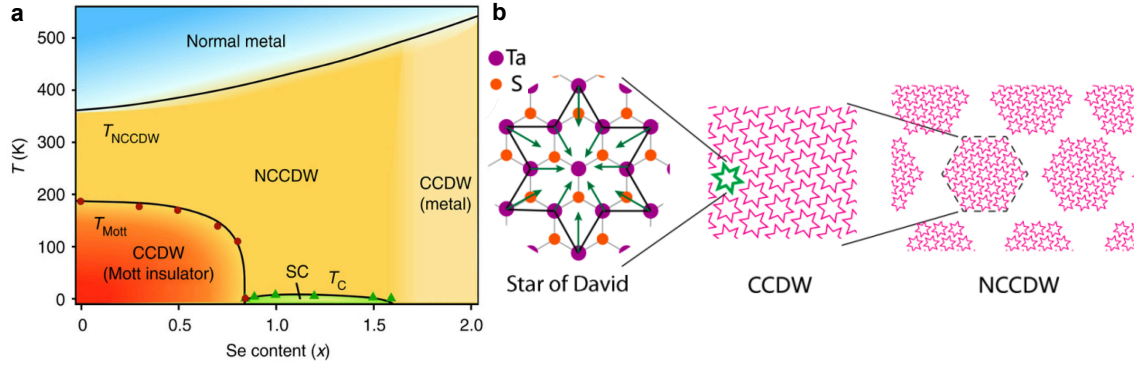 a
500
400
300
200
100
0
T (K)
Normal metal
T_NCCDW
NCCDW
CCDW
(metal)
T_Mott
CCDW
(Mott insulator)
SC
T_C
0
0.5
1.0
1.5
2.0
Se content (x)
b
Ta
S
Star of David
CCDW
NCCDW